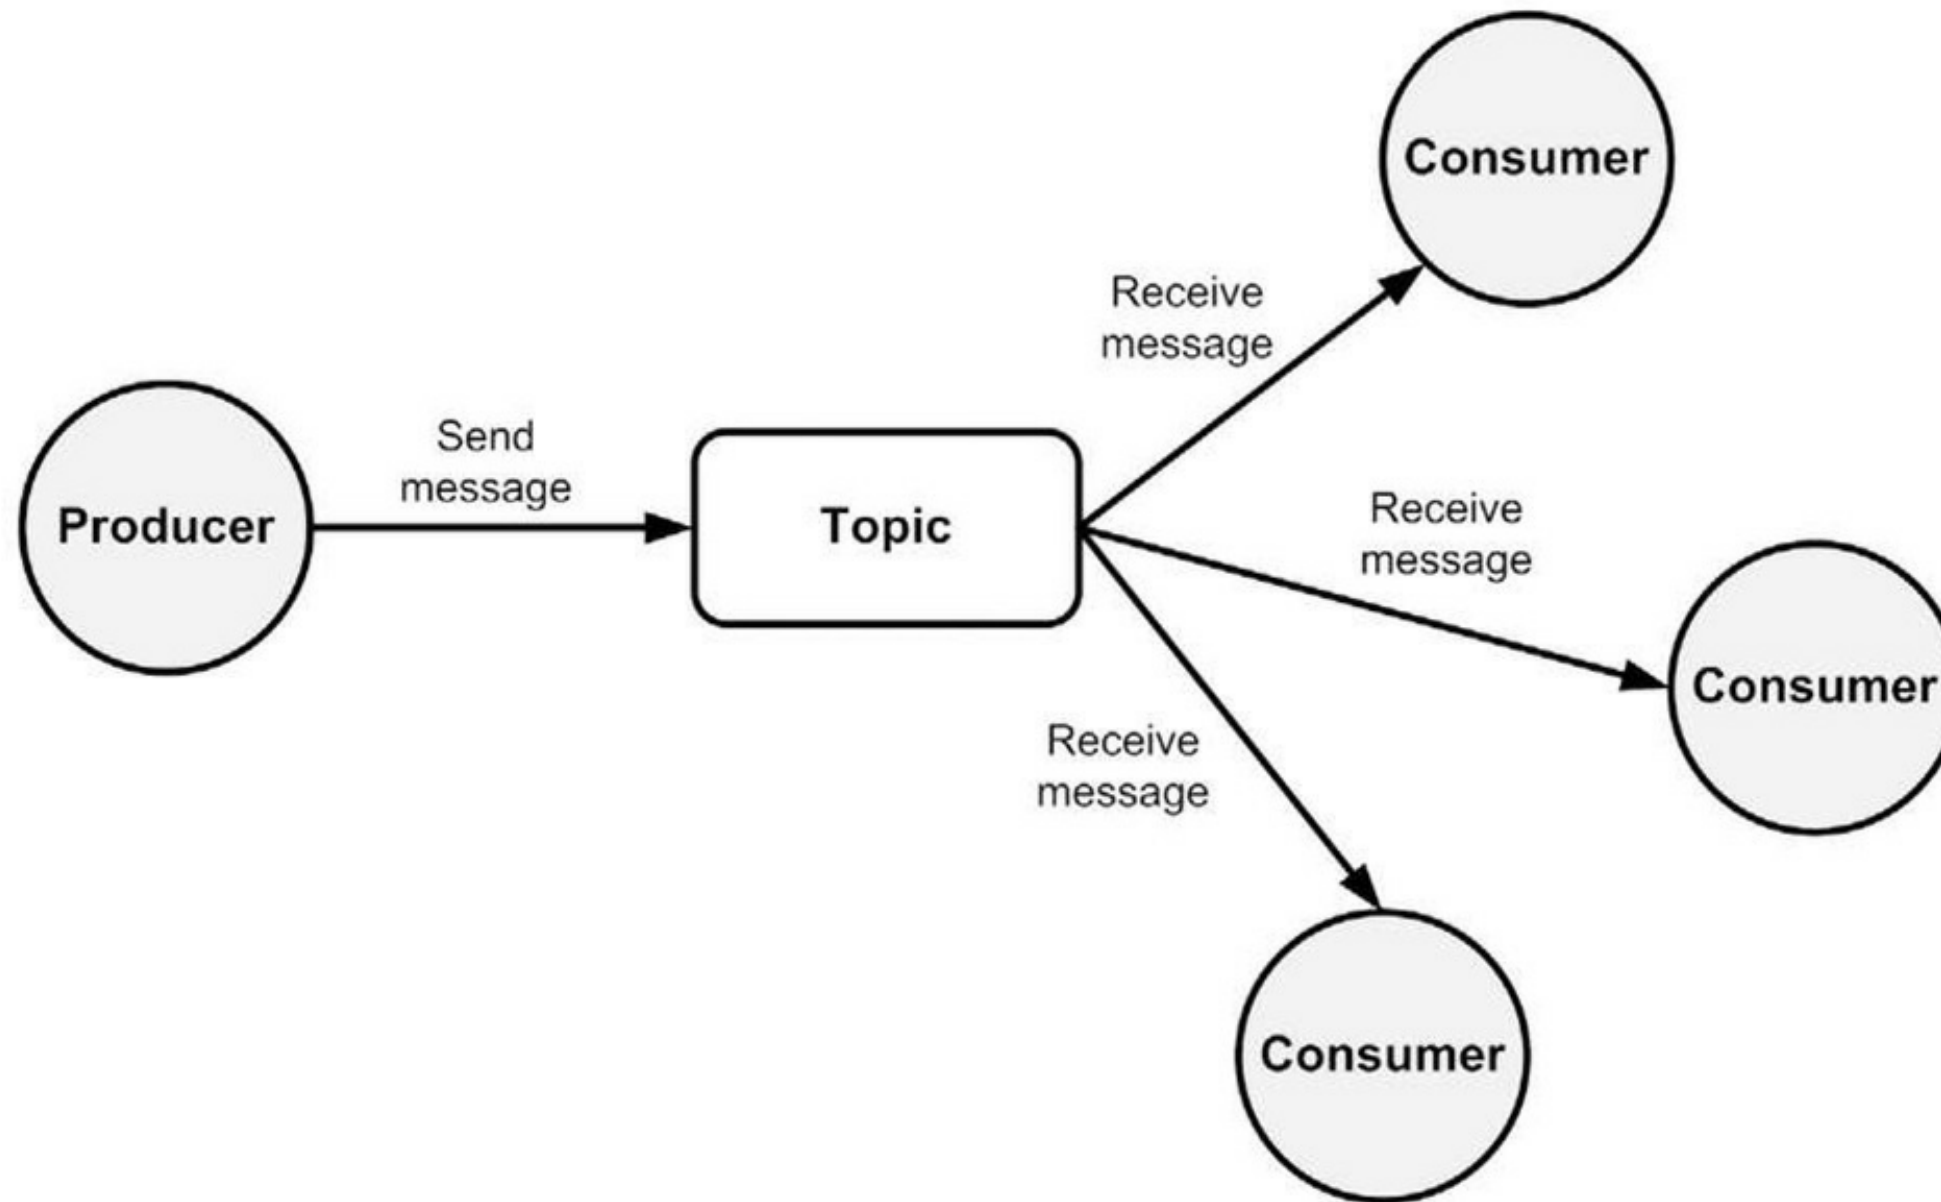 Consumer
Receive
message
Send
message
Producer
Topic
Receive
message
Consumer
Receive
message
Consumer